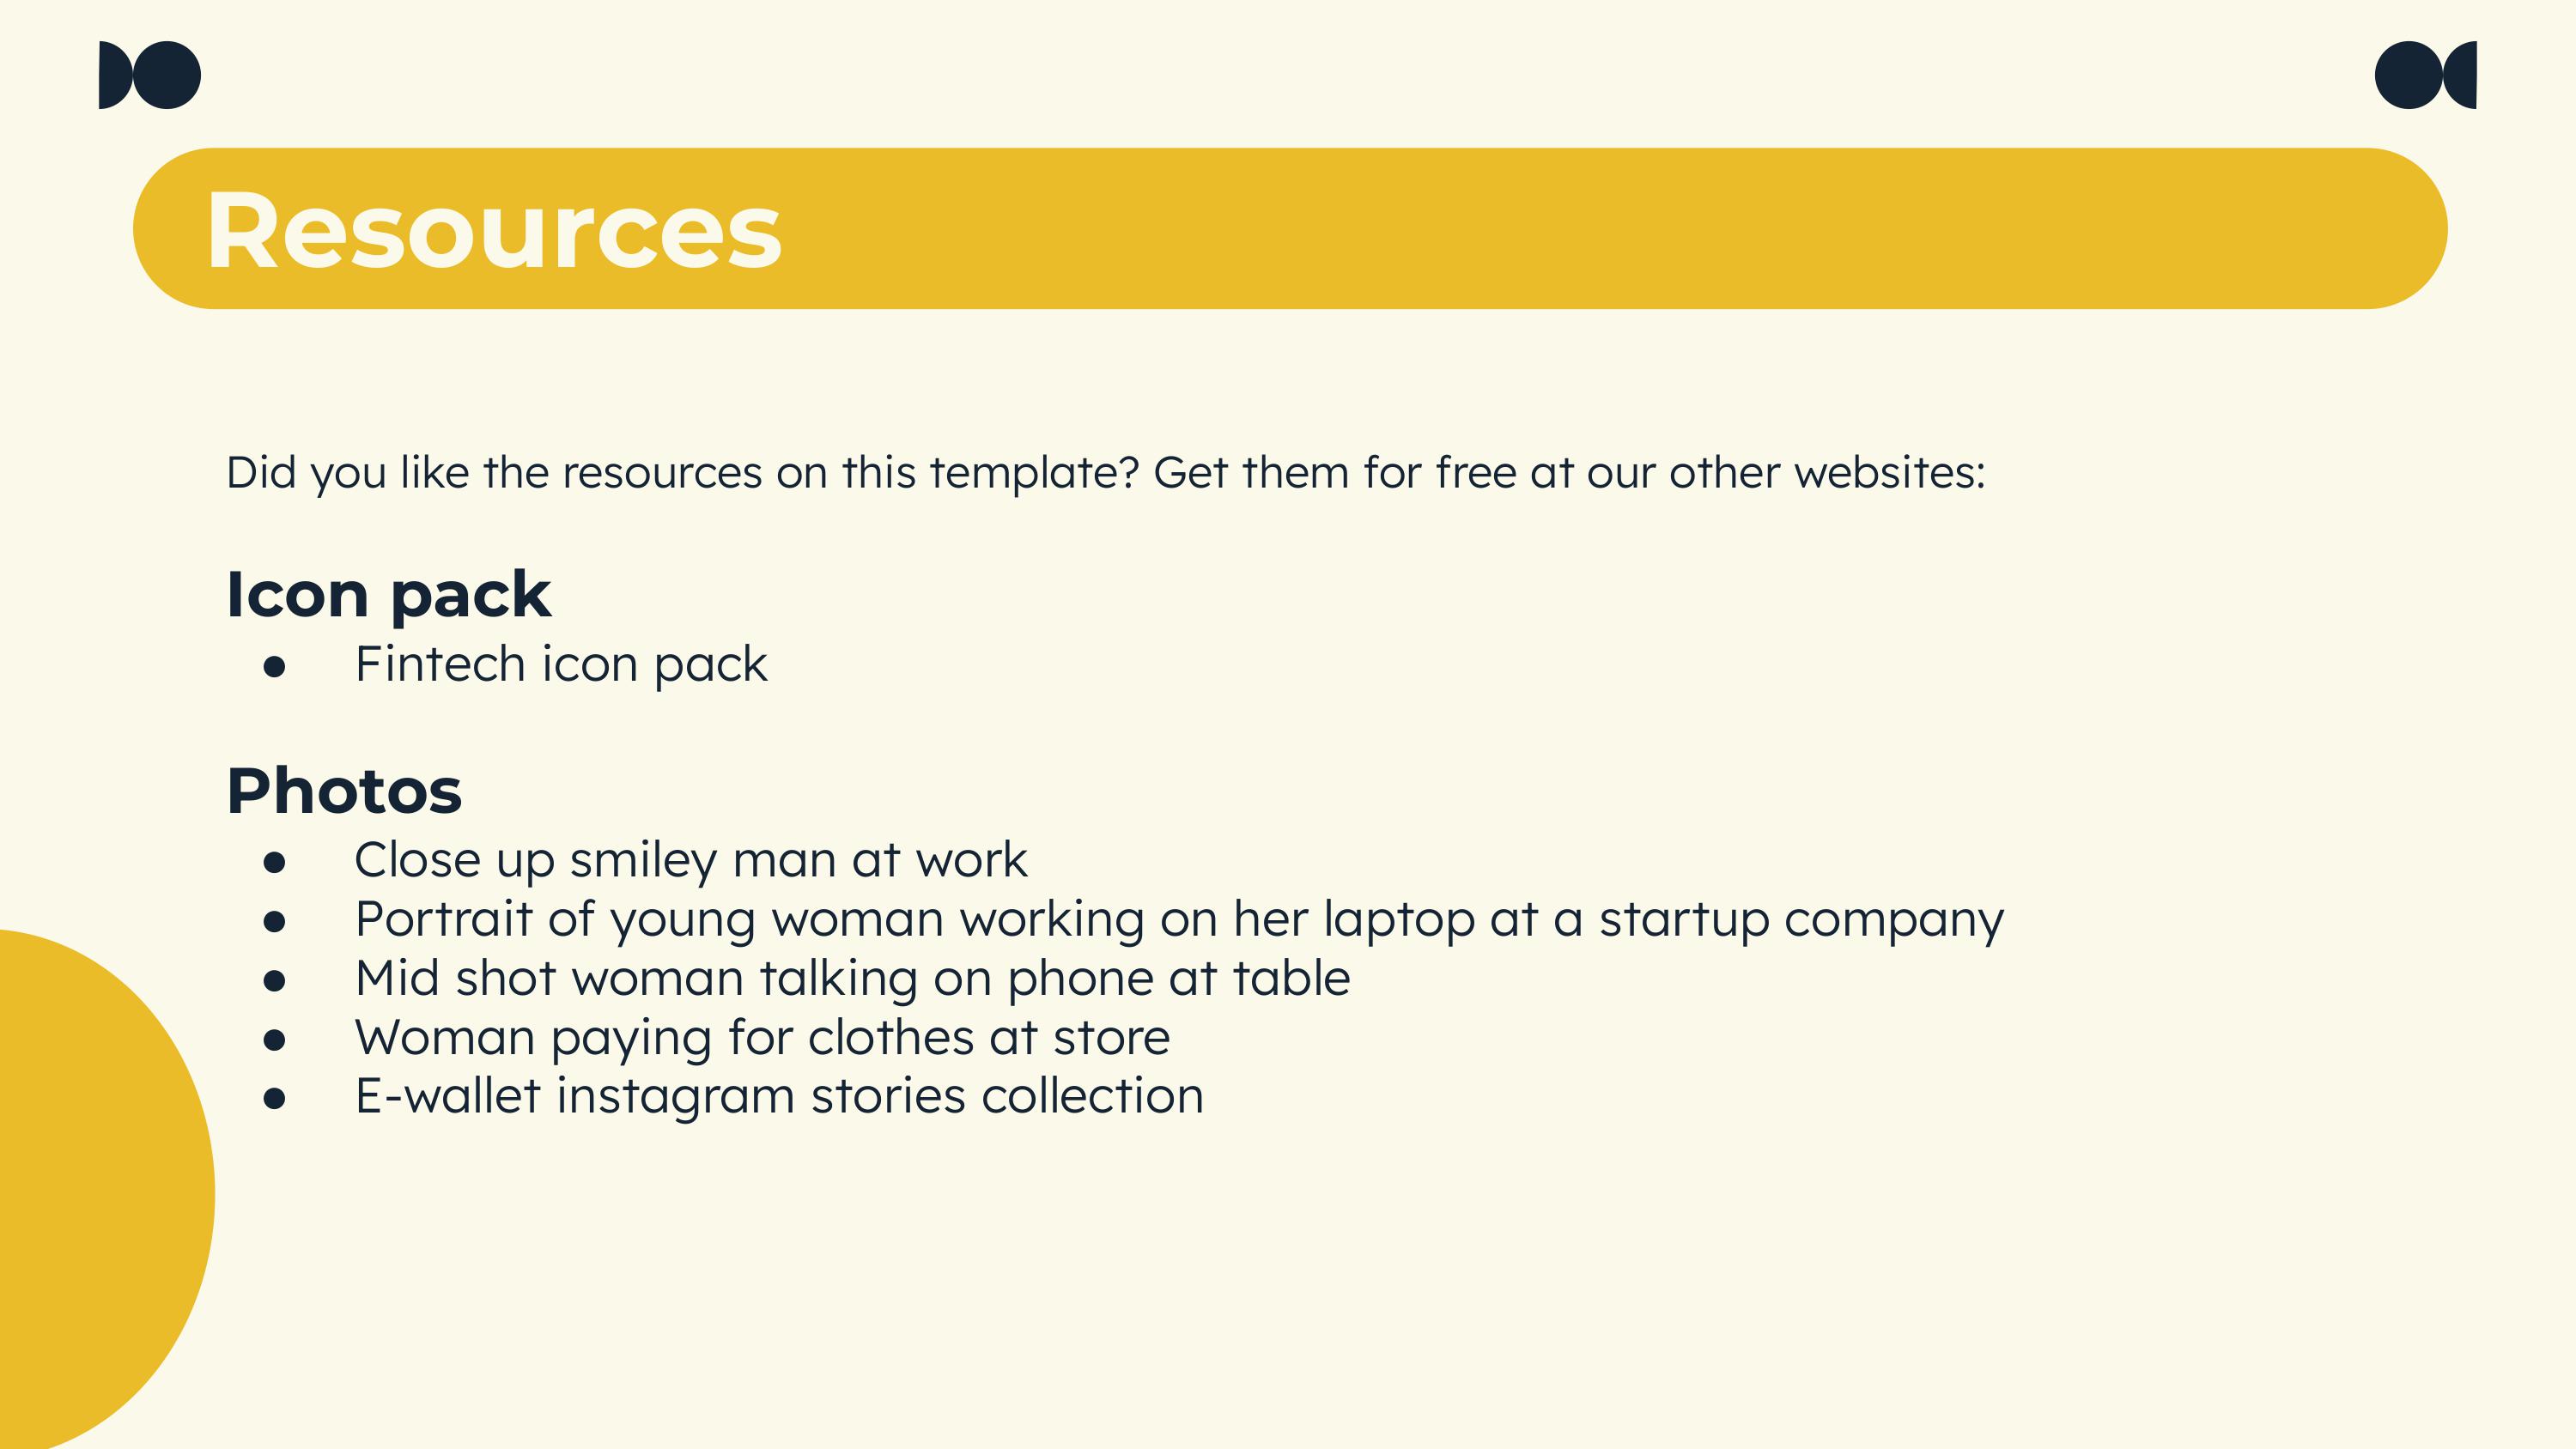 Resources
Did you like the resources on this template? Get them for free at our other websites:
Icon pack
● Fintech icon pack
Photos
● Close up smiley man at work
● Portrait of young woman working on her laptop at a startup company
● Mid shot woman talking on phone at table
● Woman paying for clothes at store
● E-wallet instagram stories collection